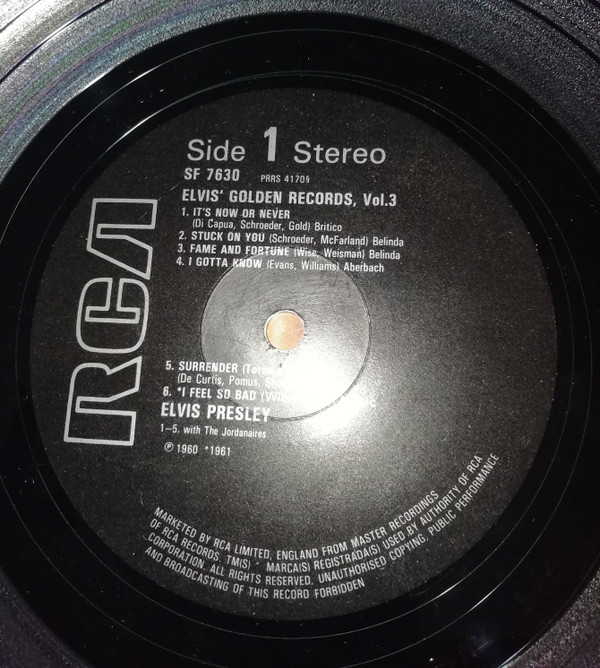 Side 1 Stereo
SF 7630 PRRS 4170§
ELVIS' GOLDEN RECORDS, Vol.3
1. IT'S NOW OR NEVER
(Di Capua, Schroeder, Gold) Britico
2. STUCK ON YOU (Schroeder, McFarland) Belinda
3. FAME AND FORTUNE (Wise, Weisman) Belinda
4. I GOTTA KNOW (Evans, Williams) Aberbach
RCA
5. SURRENDER
(De Curtis, Pomus,
6. *I FEEL SO BAD
ELVIS PRESLEY
1–5. with The Jordanaires
℗ 1960 *1961
MARKETED BY RCA LIMITED, ENGLAND FROM MASTER RECORDINGS
OF RCA RECORDS, TM(S) ® MARCA(S) REGISTRADA(S) USED BY AUTHORITY OF RCA
CORPORATION. ALL RIGHTS RESERVED. UNAUTHORISED COPYING, PUBLIC PERFORMANCE
AND BROADCASTING OF THIS RECORD FORBIDDEN